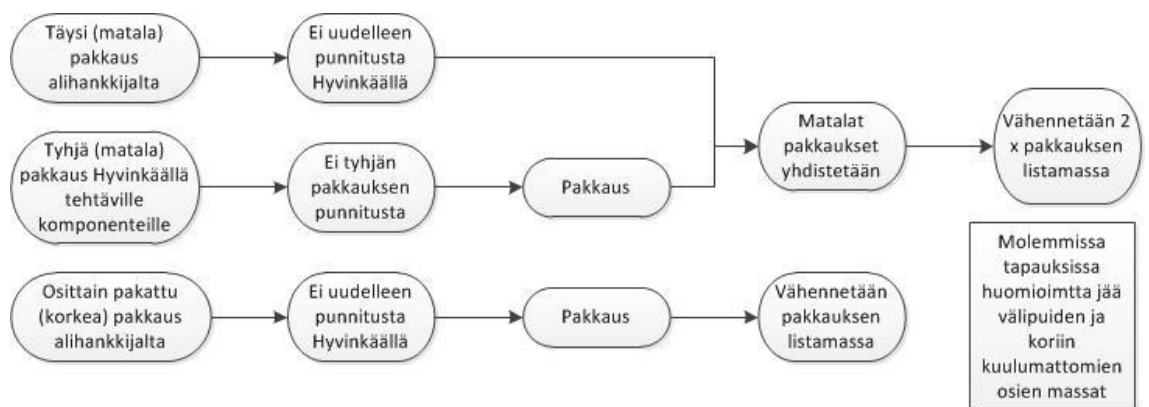 Täysi (matala)
pakkaus
alihankkijalta
Ei uudelleen
punnitusta
Hyvinkäällä
Tyhjä (matala)
pakkaus Hyvinkäällä
tehtäville
komponenteille
Ei tyhjän
pakkauksen
punnitusta
Pakkaus
Matalat
pakkaukset
yhdistetään
Vähennetään 2
x pakkauksen
listamassa
Osittain pakattu
(korkea) pakkaus
alihankkijalta
Ei uudelleen
punnitusta
Hyvinkäällä
Pakkaus
Vähennetään
pakkauksen
listamassa
Molemmissa
tapauksissa
huomioimtta jää
välipuiden ja
koriin
kuulumattomien
osien massat